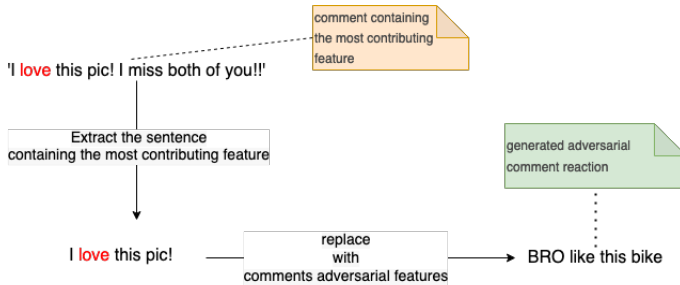 comment containing
the most contributing
feature
'I love this pic! I miss both of you!!'
Extract the sentence
containing the most contributing feature
generated adversarial
comment reaction
I love this pic!
replace
with
comments adversarial features
BRO like this bike